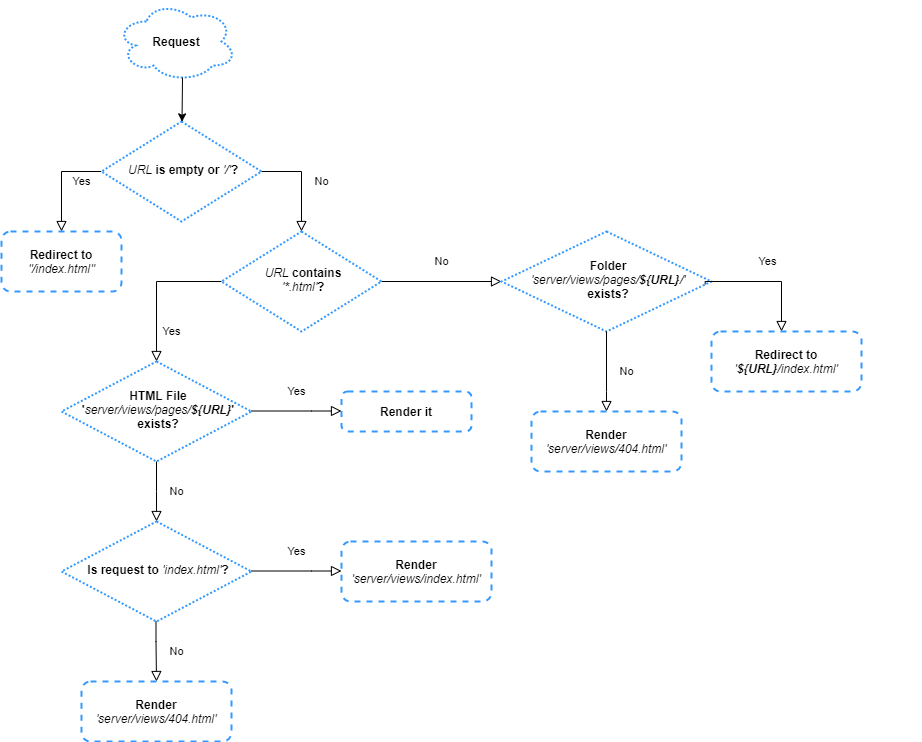 Request
URL is empty or '/'?
Yes
No
Redirect to
"/index.html"
URL contains
'*.html'?
No
Folder
'server/views/pages/${URL}/'
exists?
Yes
Yes
No
Redirect to
'${URL}/index.html'
HTML File
'server/views/pages/${URL}'
exists?
Yes
Render it
Render
'server/views/404.html'
No
Is request to 'index.html'?
Yes
Render
'server/views/index.html'
No
Render
'server/views/404.html'